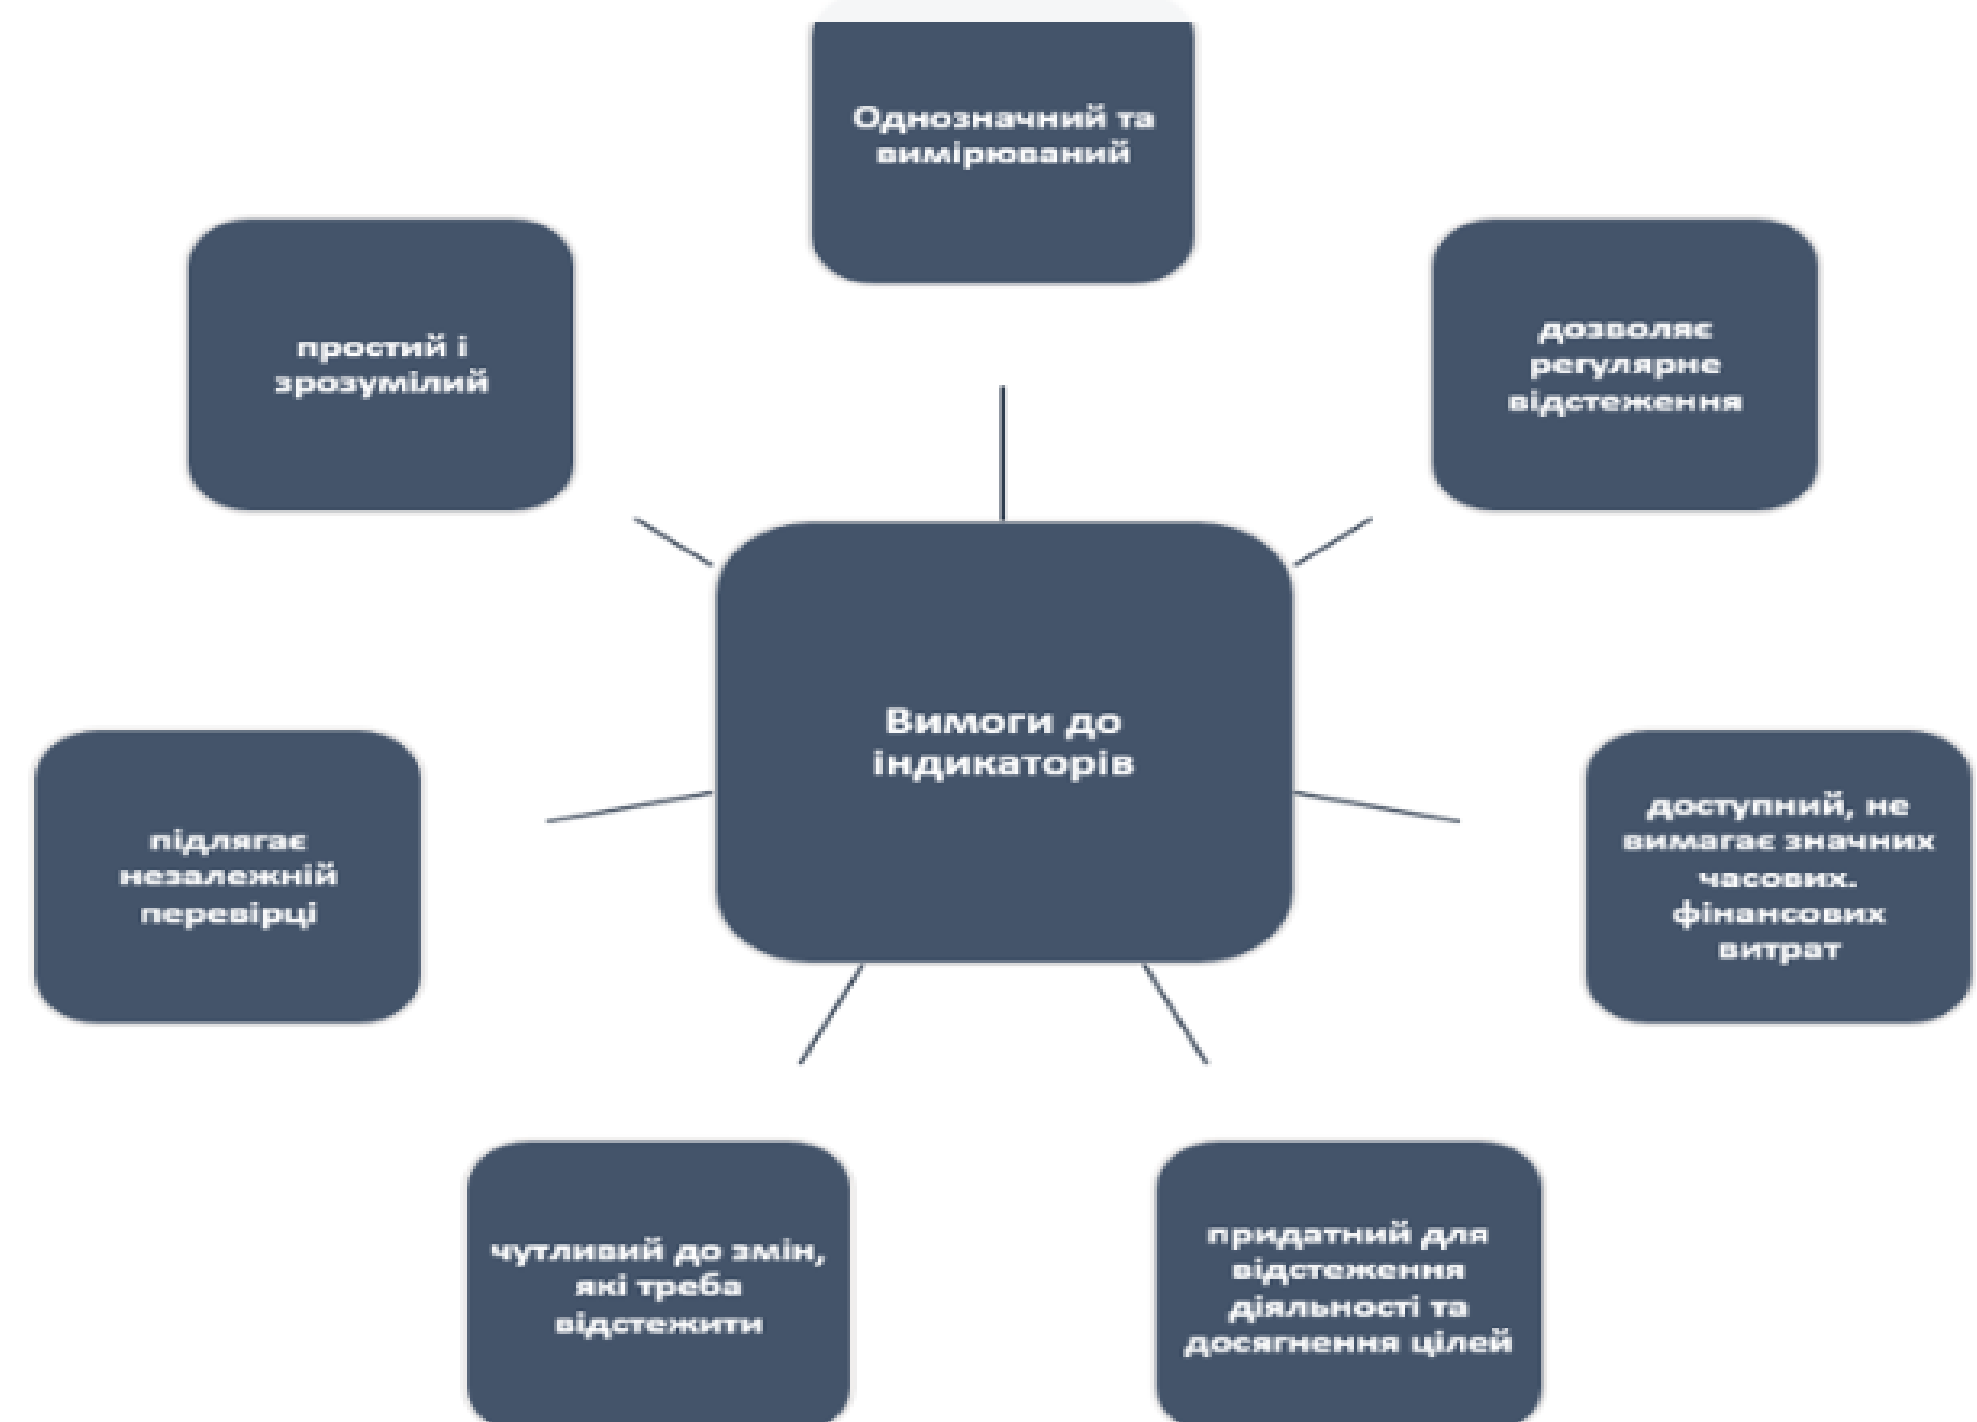 Однозначний та
вимірюваний
простий і
зрозумілий
дозволяє
регулярне
відстеження
Вимоги до
індикаторів
підлягає
незалежній
перевірці
доступний, не
вимагає значних
часових.
фінансових
витрат
чутливий до змін,
які треба
відстежити
придатний для
відстеження
діяльності та
досягнення цілей